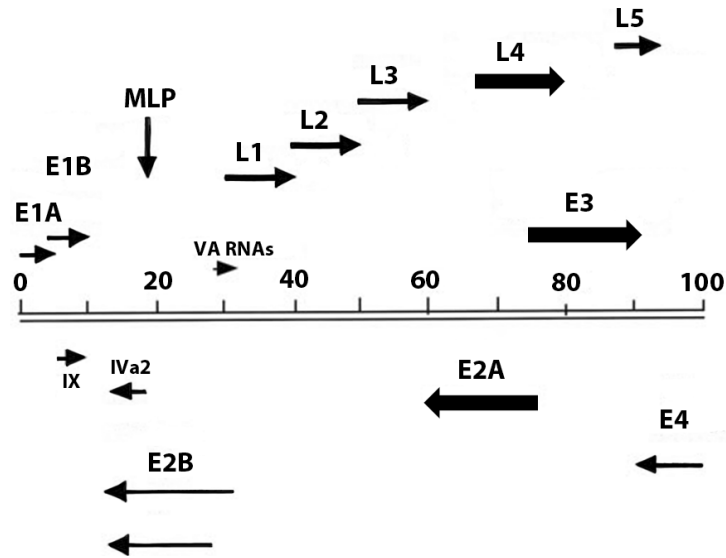 L5
L4
L3
MLP
L2
E1B
L1
E1A
E3
VA RNAs
0 20 40 60 80 100
IX
IVa2
E2A
E4
E2B